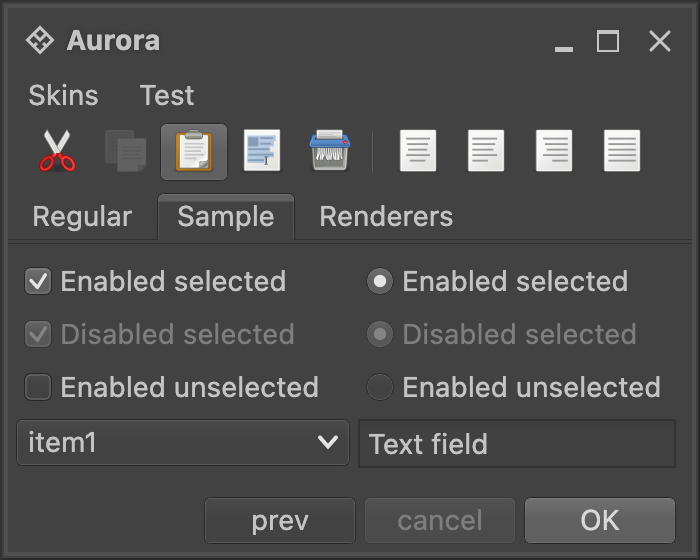 Aurora
Skins Test
Regular Sample Renderers
Enabled selected Enabled selected
Disabled selected Disabled selected
Enabled unselected Enabled unselected
item1 Text field
prev cancel OK